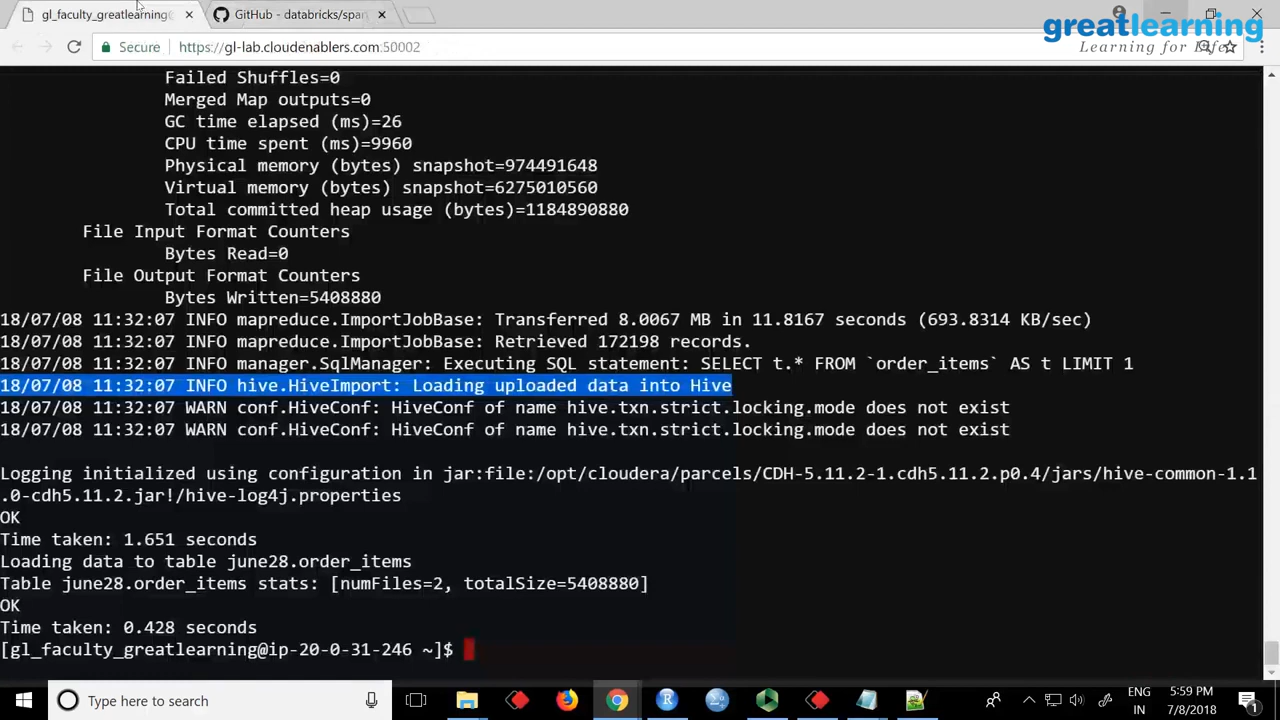 gl_faculty_greatlearning@
GitHub - databricks/spar
greatlearning
Learning for Life
Secure
https://gl-lab.cloudenablers.com:50002
Failed Shuffles=0
Merged Map outputs=0
GC time elapsed (ms)=26
CPU time spent (ms)=9960
Physical memory (bytes) snapshot=974491648
Virtual memory (bytes) snapshot=6275010560
Total committed heap usage (bytes)=1184890880
File Input Format Counters
Bytes Read=0
File Output Format Counters
Bytes Written=5408880
18/07/08 11:32:07 INFO mapreduce.ImportJobBase: Transferred 8.0067 MB in 11.8167 seconds (693.8314 KB/sec)
18/07/08 11:32:07 INFO mapreduce.ImportJobBase: Retrieved 172198 records.
18/07/08 11:32:07 INFO manager.SqlManager: Executing SQL statement: SELECT t.* FROM `order_items` AS t LIMIT 1
18/07/08 11:32:07 INFO hive.HiveImport: Loading uploaded data into Hive
18/07/08 11:32:07 WARN conf.HiveConf: HiveConf of name hive.txn.strict.locking.mode does not exist
18/07/08 11:32:07 WARN conf.HiveConf: HiveConf of name hive.txn.strict.locking.mode does not exist
Logging initialized using configuration in jar:file:/opt/cloudera/parcels/CDH-5.11.2-1.cdh5.11.2.p0.4/jars/hive-common-1.1
.0-cdh5.11.2.jar!/hive-log4j.properties
OK
Time taken: 1.651 seconds
Loading data to table june28.order_items
Table june28.order_items stats: [numFiles=2, totalSize=5408880]
OK
Time taken: 0.428 seconds
[gl_faculty_greatlearning@ip-20-0-31-246 ~]$
Type here to search
ENG
IN
5:59 PM
7/8/2018
1